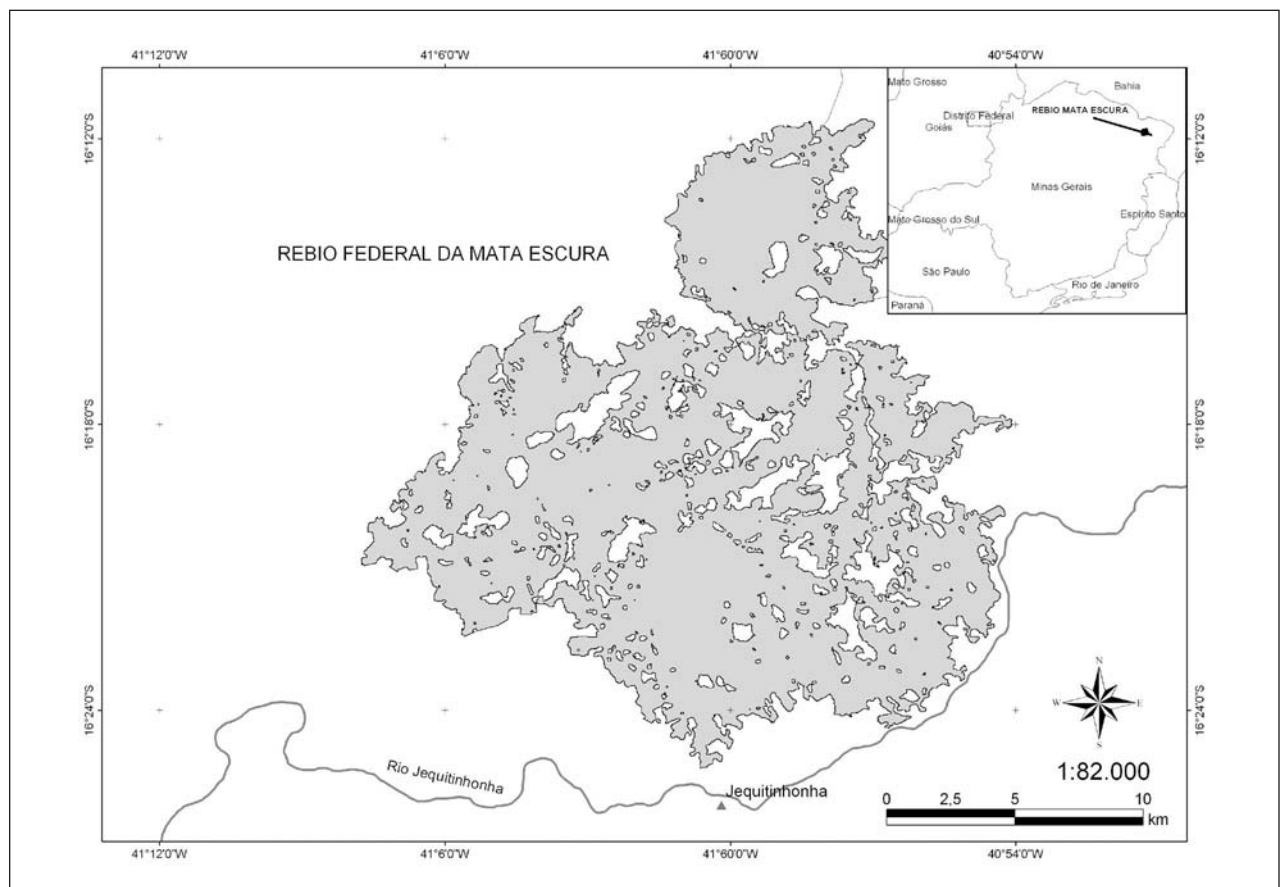 41°12'0"W 41°6'0"W 41°60'0"W 40°54'0"W
16°12'0"S
16°12'0"S
Mato Grosso
Bahia
REBIO MATA ESCURA
Distrito Federal
Goiás
Minas Gerais
Espirito Santo
Mato Grosso do Sul
São Paulo
Rio de Janeiro
Paraná
REBIO FEDERAL DA MATA ESCURA
16°18'0"S
16°18'0"S
N
W E
S
16°24'0"S
16°24'0"S
1:82.000
Rio Jequitinhonha
Jequitinhonha
0 2,5 5 10
km
41°12'0"W 41°6'0"W 41°60'0"W 40°54'0"W